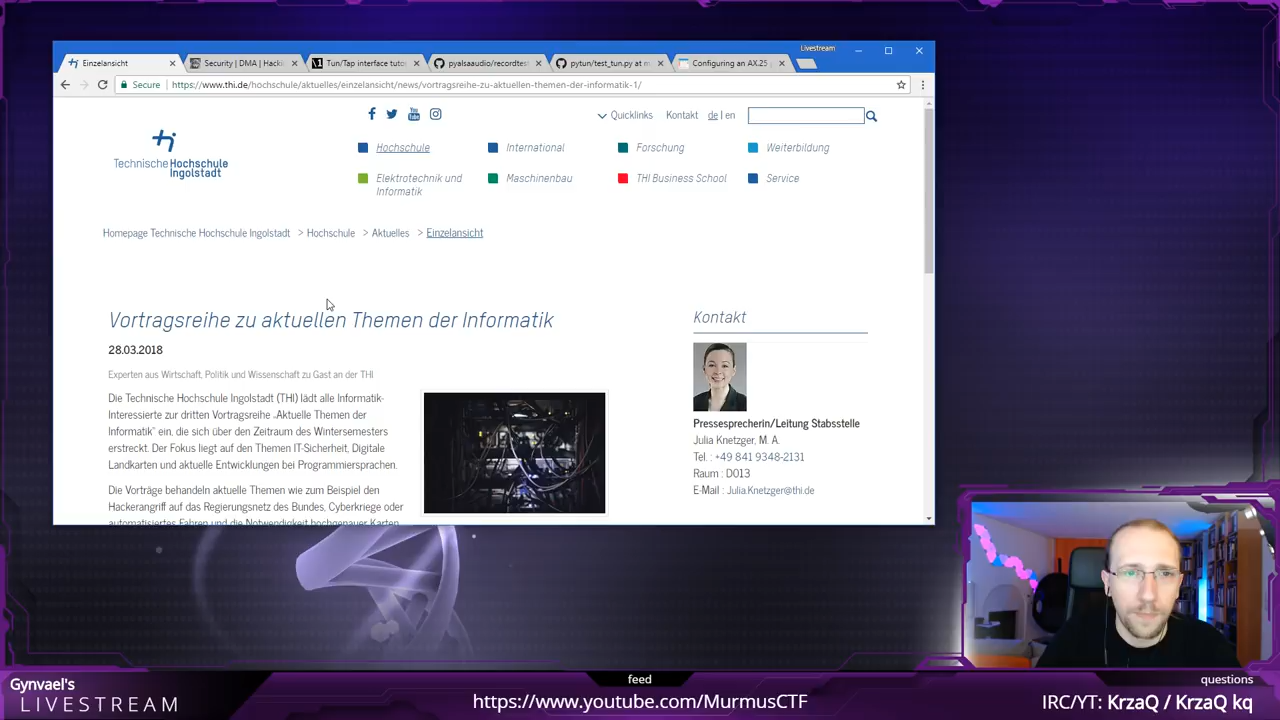 Livestream
Einzelansicht
Security | DMA | Hacki
Tun/Tap interface tutor
pyalsaaudio/recordtest
pytun/test_tun.py at m
Configuring an AX.25
Secure
https://www.thi.de/hochschule/aktuelles/einzelansicht/news/vortragsreihe-zu-aktuellen-themen-der-informatik-1/
Quicklinks
Kontakt
de | en
Technische Hochschule
Ingolstadt
Hochschule
International
Forschung
Weiterbildung
Elektrotechnik und
Informatik
Maschinenbau
THI Business School
Service
Homepage Technische Hochschule Ingolstadt > Hochschule > Aktuelles > Einzelansicht
Vortragsreihe zu aktuellen Themen der Informatik
28.03.2018
Experten aus Wirtschaft, Politik und Wissenschaft zu Gast an der THI
Die Technische Hochschule Ingolstadt (THI) lädt alle Informatik-
Interessierte zur dritten Vortragsreihe „Aktuelle Themen der
Informatik“ ein, die sich über den Zeitraum des Wintersemesters
erstreckt. Der Fokus liegt auf den Themen IT-Sicherheit, Digitale
Landkarten und aktuelle Entwicklungen bei Programmiersprachen.
Die Vorträge behandeln aktuelle Themen wie zum Beispiel den
Hackerangriff auf das Regierungsnetz des Bundes, Cyberkriege oder
automatisiertes Fahren und die Notwendigkeit hochgenauer Karten
Kontakt
Pressesprecherin/Leitung Stabsstelle
Julia Knetzger, M. A.
Tel. : +49 841 9348-2131
Raum : D013
E-Mail : Julia.Knetzger@thi.de
Gynvael's
LIVESTREAM
feed
https://www.youtube.com/MurmusCTF
questions
IRC/YT: KrzaQ / KrzaQ kq